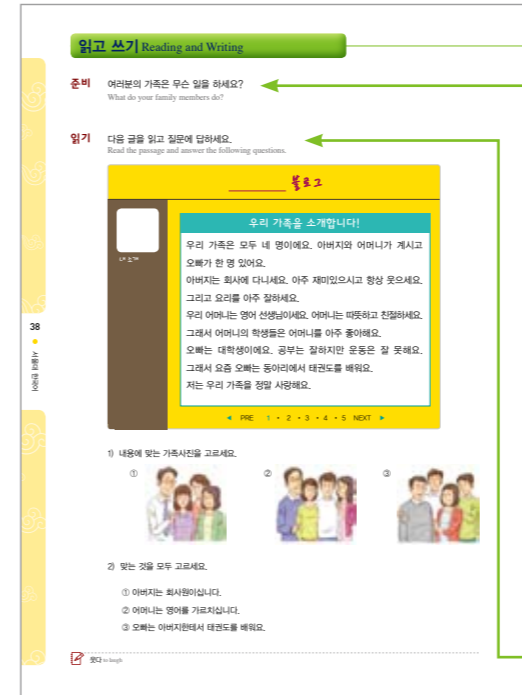 읽고 쓰기 Reading and Writing
준비 여러분의 가족은 무슨 일을 하세요?
What do your family members do?
읽기 다음 글을 읽고 질문에 답하세요.
Read the passage and answer the following questions.
블로그
우리 가족을 소개합니다!
내 소개
우리 가족은 모두 네 명이에요. 아버지와 어머니가 계시고
오빠가 한 명 있어요.
아버지는 회사에 다니세요. 아주 재미있으시고 항상 웃으세요.
그리고 요리를 아주 잘하세요.
우리 어머니는 영어 선생님이세요. 어머니는 따뜻하고 친절하세요.
그래서 어머니의 학생들은 어머니를 아주 좋아해요.
오빠는 대학생이에요. 공부는 잘하지만 운동은 잘 못해요.
그래서 요즘 오빠는 동아리에서 태권도를 배워요.
저는 우리 가족을 정말 사랑해요.
◀ PRE 1 • 2 • 3 • 4 • 5 NEXT ▶
38
서울대 한국어
1) 내용에 맞는 가족사진을 고르세요.
① ② ③
2) 맞는 것을 모두 고르세요.
① 아버지는 회사원이십니다.
② 어머니는 영어를 가르치십니다.
③ 오빠는 아버지한테서 태권도를 배워요.
웃다 to laugh